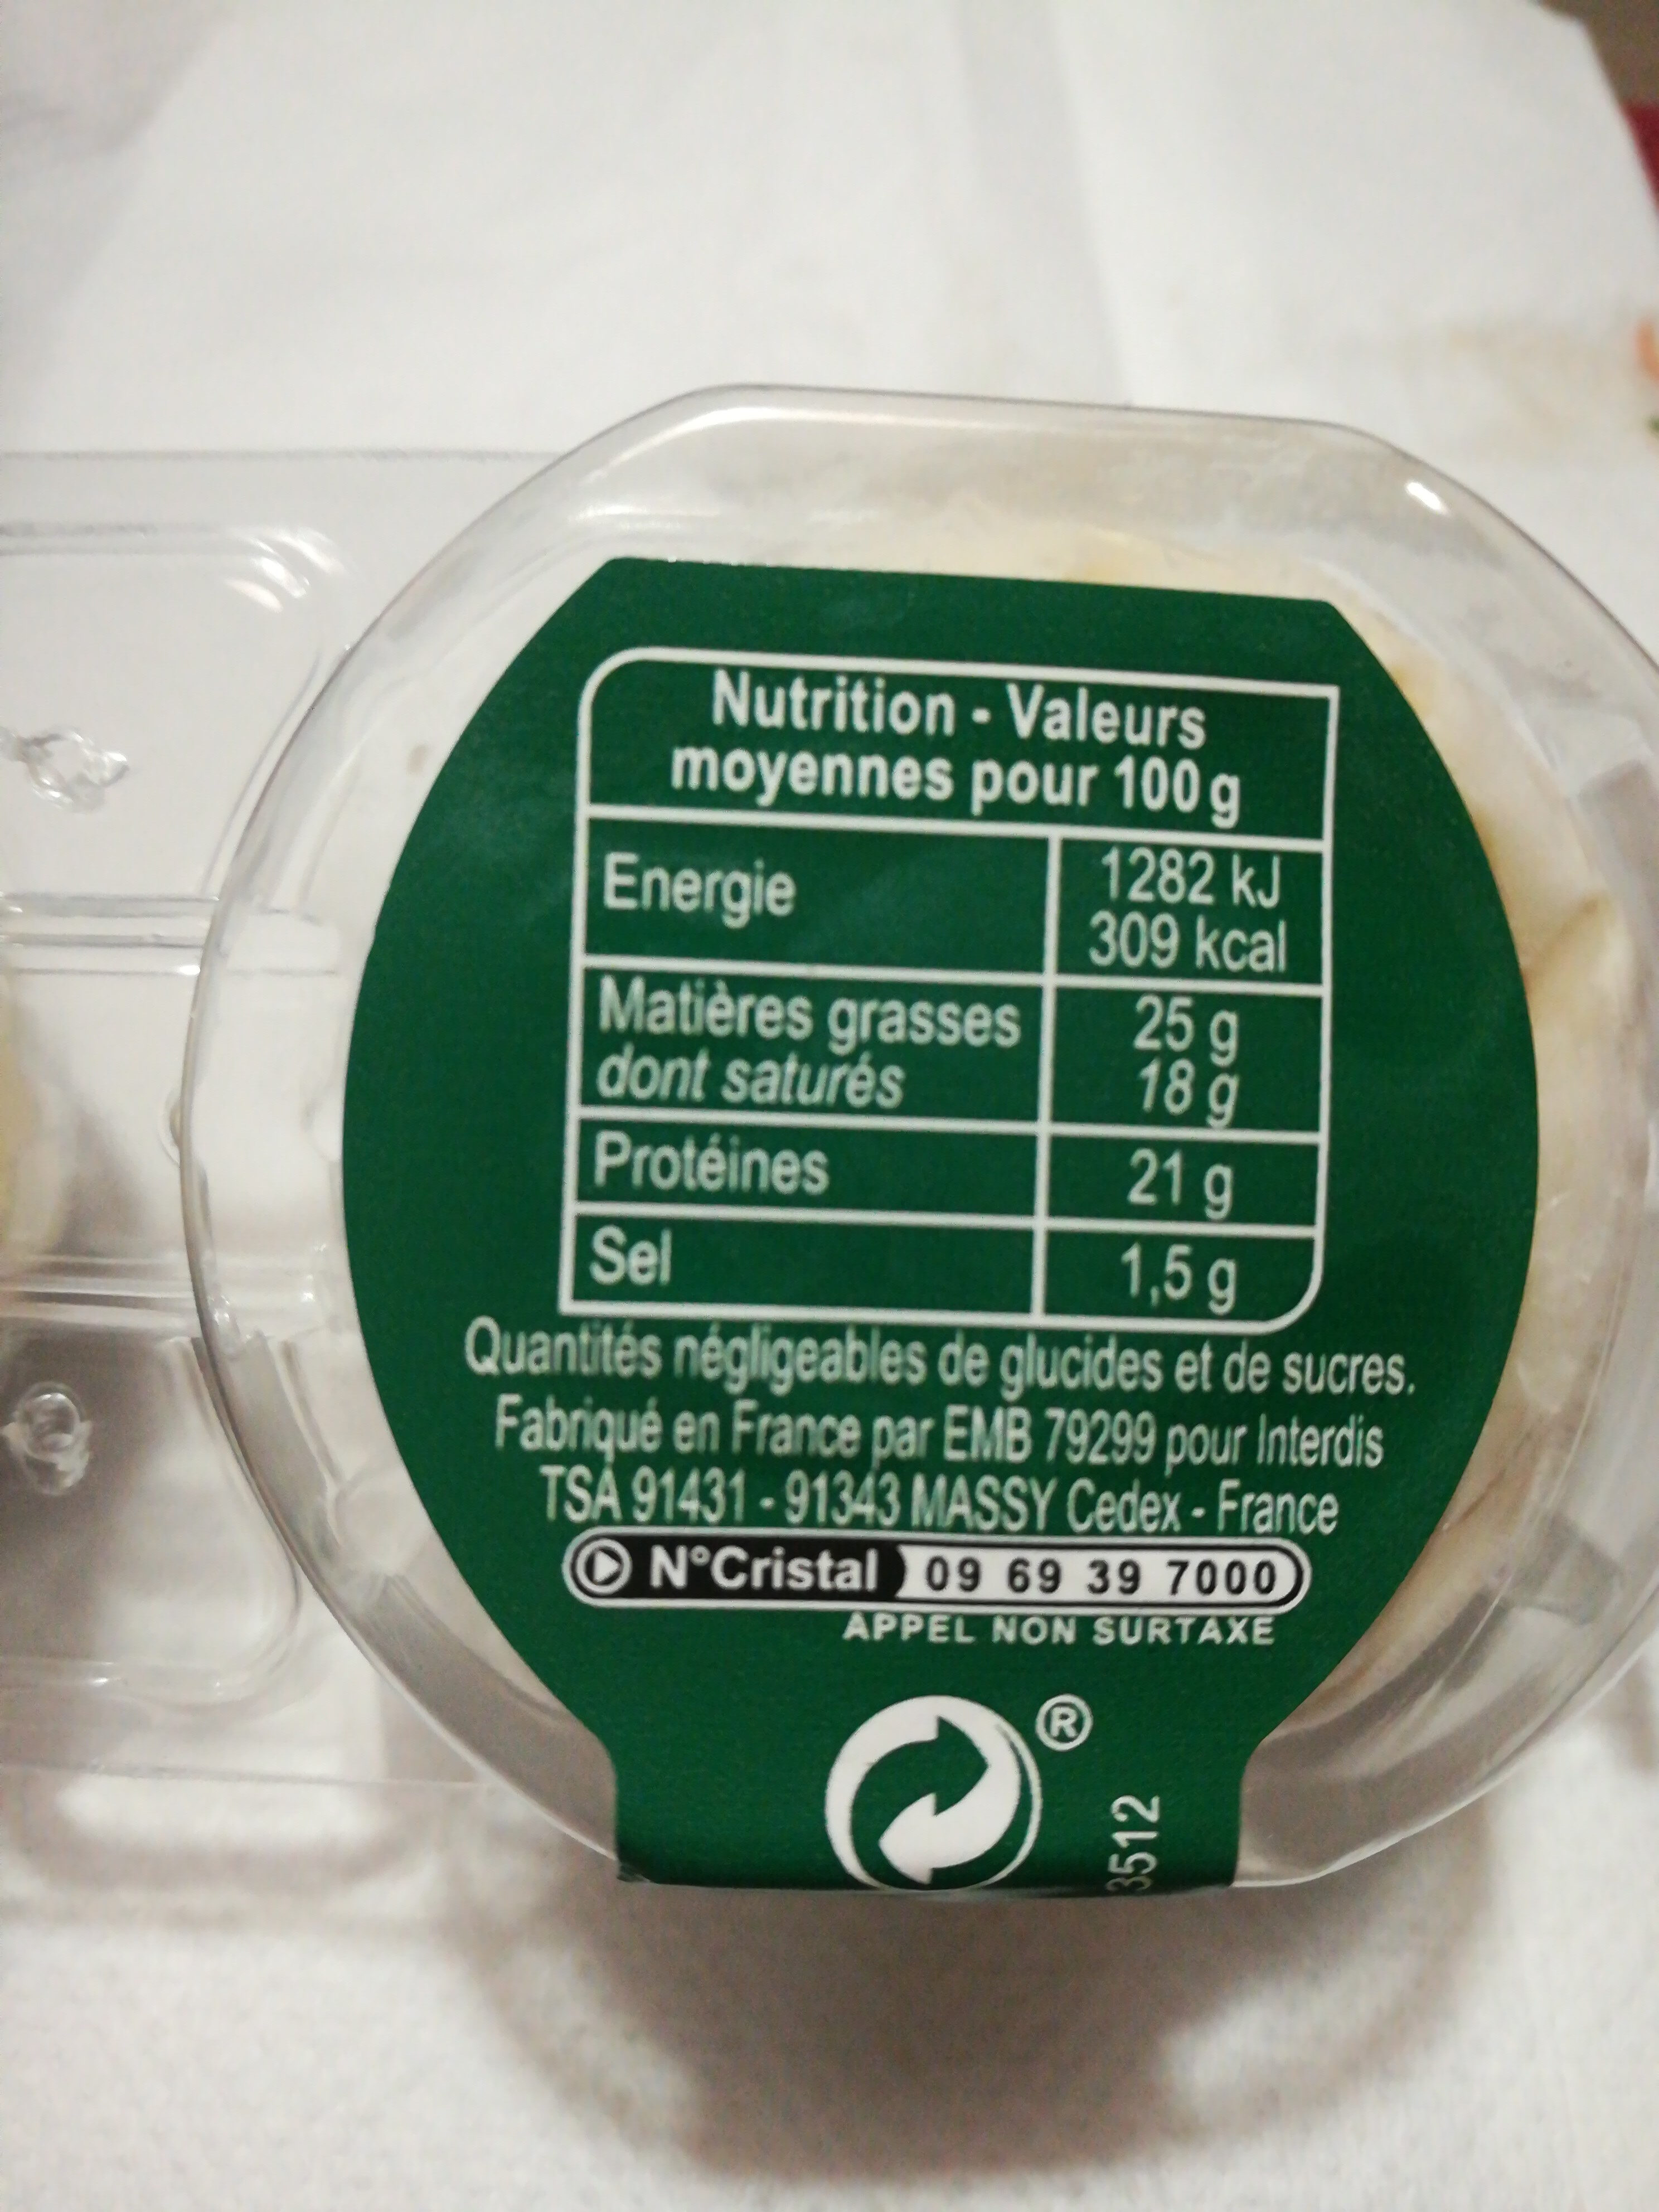 Nutrition - Valeurs
moyennes pour 100 g
Energie 1282 kJ
309 kcal
Matières grasses 25 g
dont saturés 18 g
Protéines 21 g
Sel 1,5 g
Quantités négligeables de glucides et de sucres.
Fabriqué en France par EMB 79299 pour Interdis
TSA 91431 - 91343 MASSY Cedex - France
N°Cristal 09 69 39 7000
APPEL NON SURTAXE
®
3512